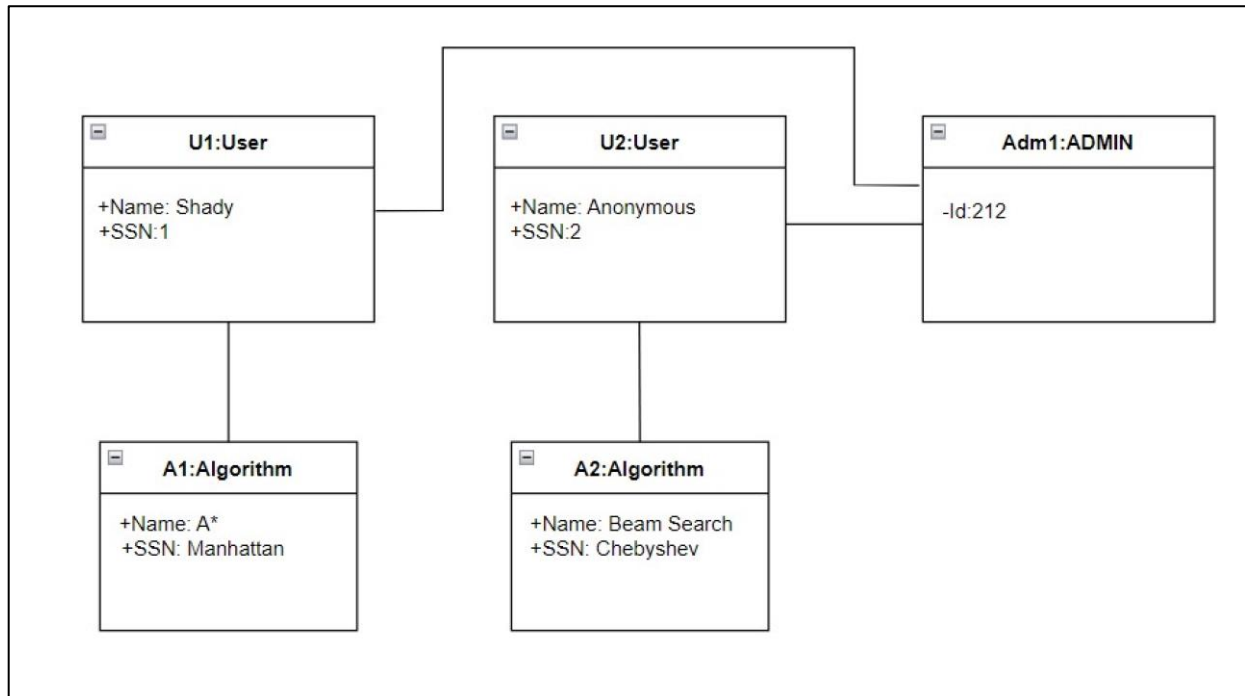 U1:User
+Name: Shady
+SSN:1
U2:User
+Name: Anonymous
+SSN:2
Adm1:ADMIN
-Id:212
A1:Algorithm
+Name: A*
+SSN: Manhattan
A2:Algorithm
+Name: Beam Search
+SSN: Chebyshev